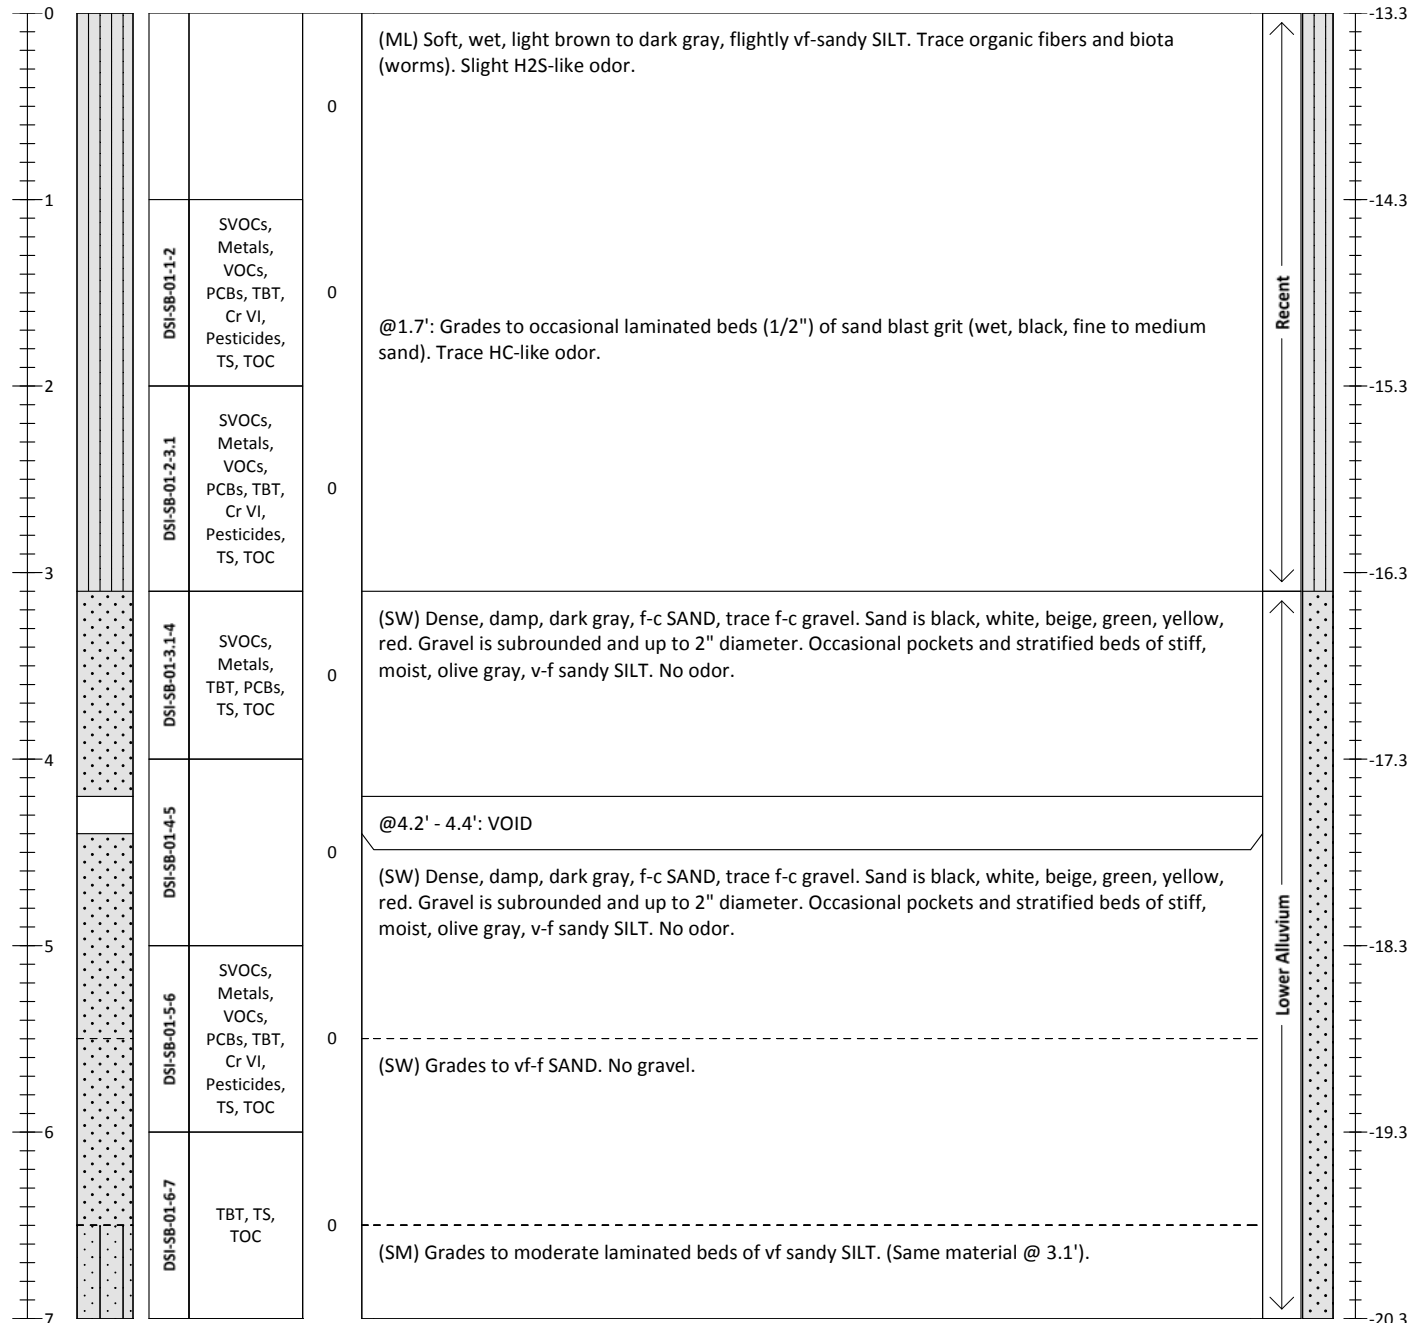 0
-13.3
(ML) Soft, wet, light brown to dark gray, flightly vf-sandy SILT. Trace organic fibers and biota
(worms). Slight H2S-like odor.
0
1
-14.3
DSI-SB-01-1-2
SVOCs,
Metals,
VOCs,
PCBs, TBT,
Cr VI,
Pesticides,
TS, TOC
0
@1.7': Grades to occasional laminated beds (1/2") of sand blast grit (wet, black, fine to medium
sand). Trace HC-like odor.
Recent
2
-15.3
DSI-SB-01-2-3.1
SVOCs,
Metals,
VOCs,
PCBs, TBT,
Cr VI,
Pesticides,
TS, TOC
0
3
-16.3
DSI-SB-01-3.1-4
SVOCs,
Metals,
TBT, PCBs,
TS, TOC
0
(SW) Dense, damp, dark gray, f-c SAND, trace f-c gravel. Sand is black, white, beige, green, yellow,
red. Gravel is subrounded and up to 2" diameter. Occasional pockets and stratified beds of stiff,
moist, olive gray, v-f sandy SILT. No odor.
4
-17.3
DSI-SB-01-4-5
0
@4.2' - 4.4': VOID
(SW) Dense, damp, dark gray, f-c SAND, trace f-c gravel. Sand is black, white, beige, green, yellow,
red. Gravel is subrounded and up to 2" diameter. Occasional pockets and stratified beds of stiff,
moist, olive gray, v-f sandy SILT. No odor.
Lower Alluvium
5
-18.3
DSI-SB-01-5-6
SVOCs,
Metals,
VOCs,
PCBs, TBT,
Cr VI,
Pesticides,
TS, TOC
0
(SW) Grades to vf-f SAND. No gravel.
6
-19.3
DSI-SB-01-6-7
TBT, TS,
TOC
0
(SM) Grades to moderate laminated beds of vf sandy SILT. (Same material @ 3.1').
7
-20.3